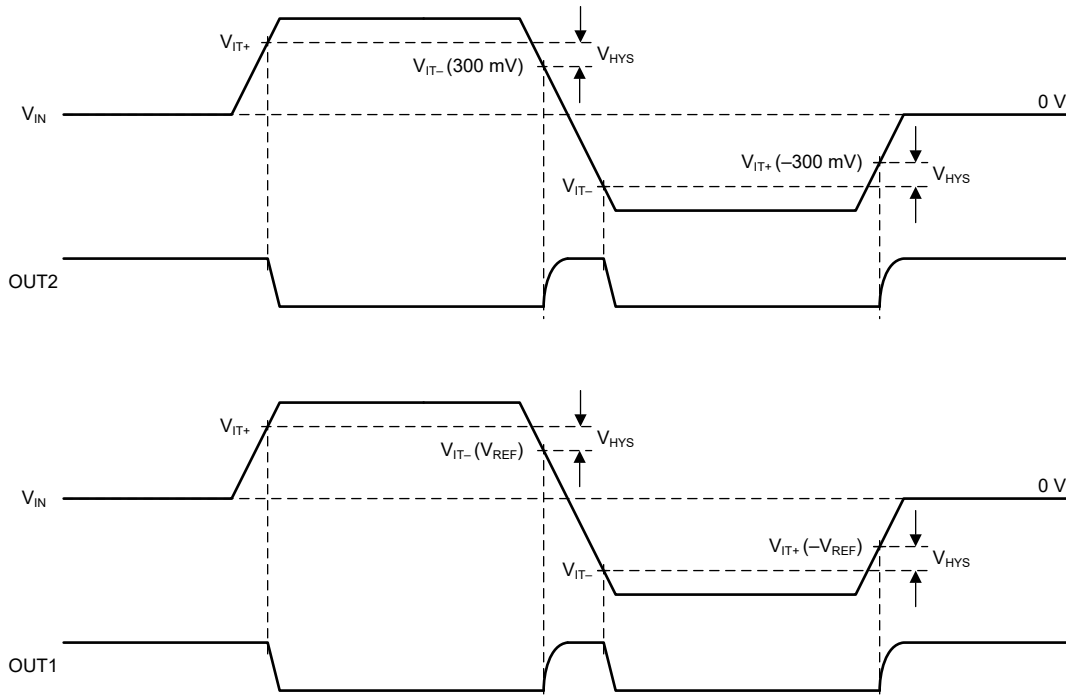 V_IT+
V_IT– (300 mV)
V_HYS
V_IN
0 V
V_IT+ (–300 mV)
V_HYS
V_IT–
OUT2
V_IT+
V_IT– (V_REF)
V_HYS
V_IN
0 V
V_IT+ (–V_REF)
V_HYS
V_IT–
OUT1